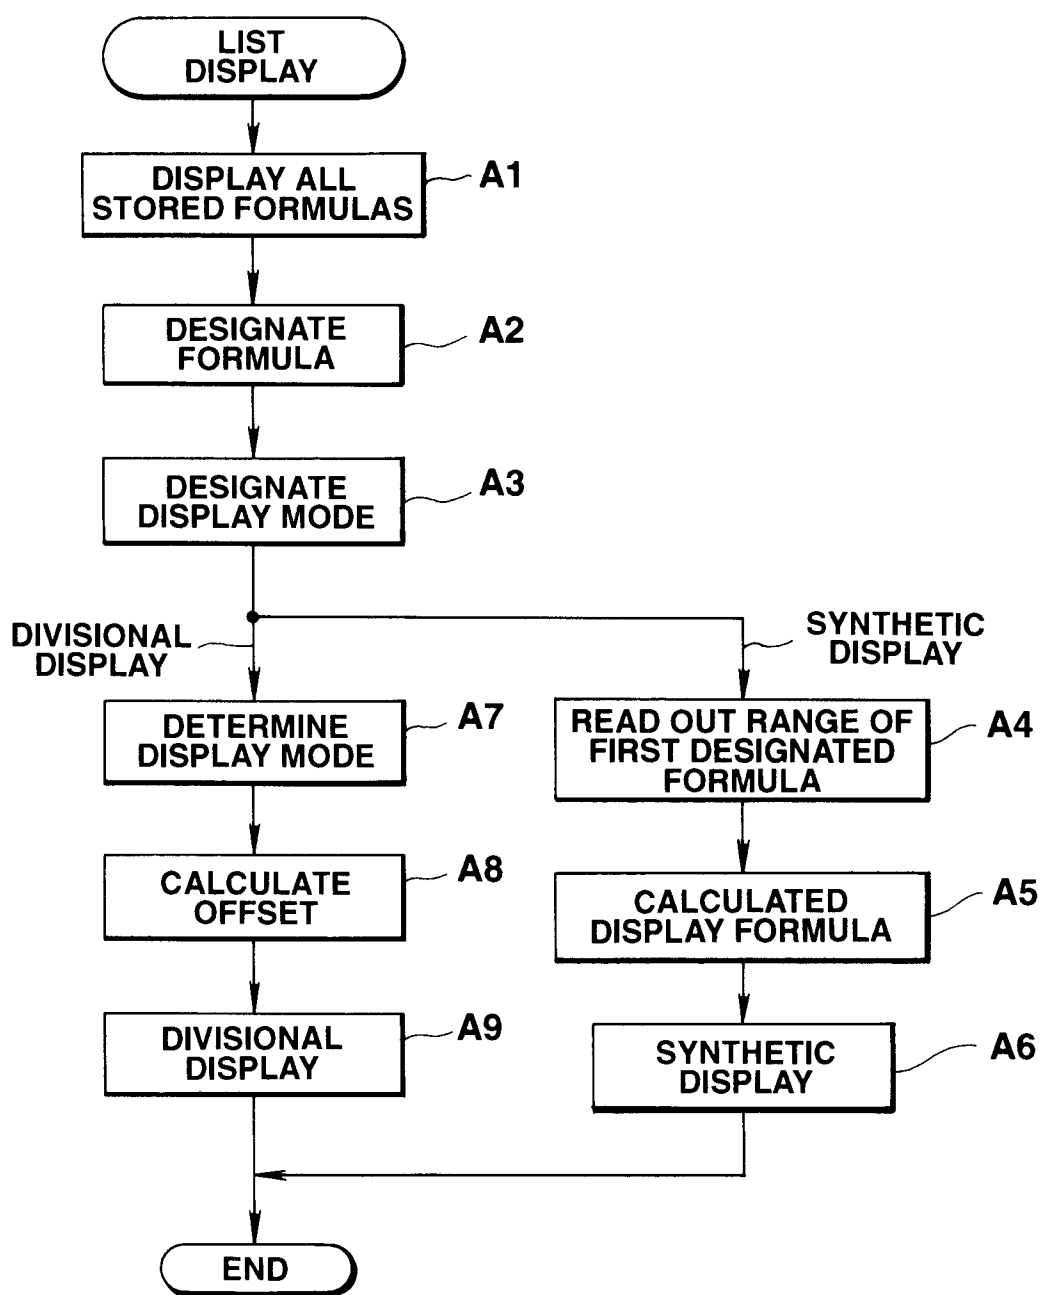 LIST
DISPLAY
DISPLAY ALL
STORED FORMULAS
A1
DESIGNATE
FORMULA
A2
DESIGNATE
DISPLAY MODE
A3
DIVISIONAL
DISPLAY
SYNTHETIC
DISPLAY
DETERMINE
DISPLAY MODE
A7
READ OUT RANGE OF
FIRST DESIGNATED
FORMULA
A4
CALCULATE
OFFSET
A8
CALCULATED
DISPLAY FORMULA
A5
DIVISIONAL
DISPLAY
A9
SYNTHETIC
DISPLAY
A6
END